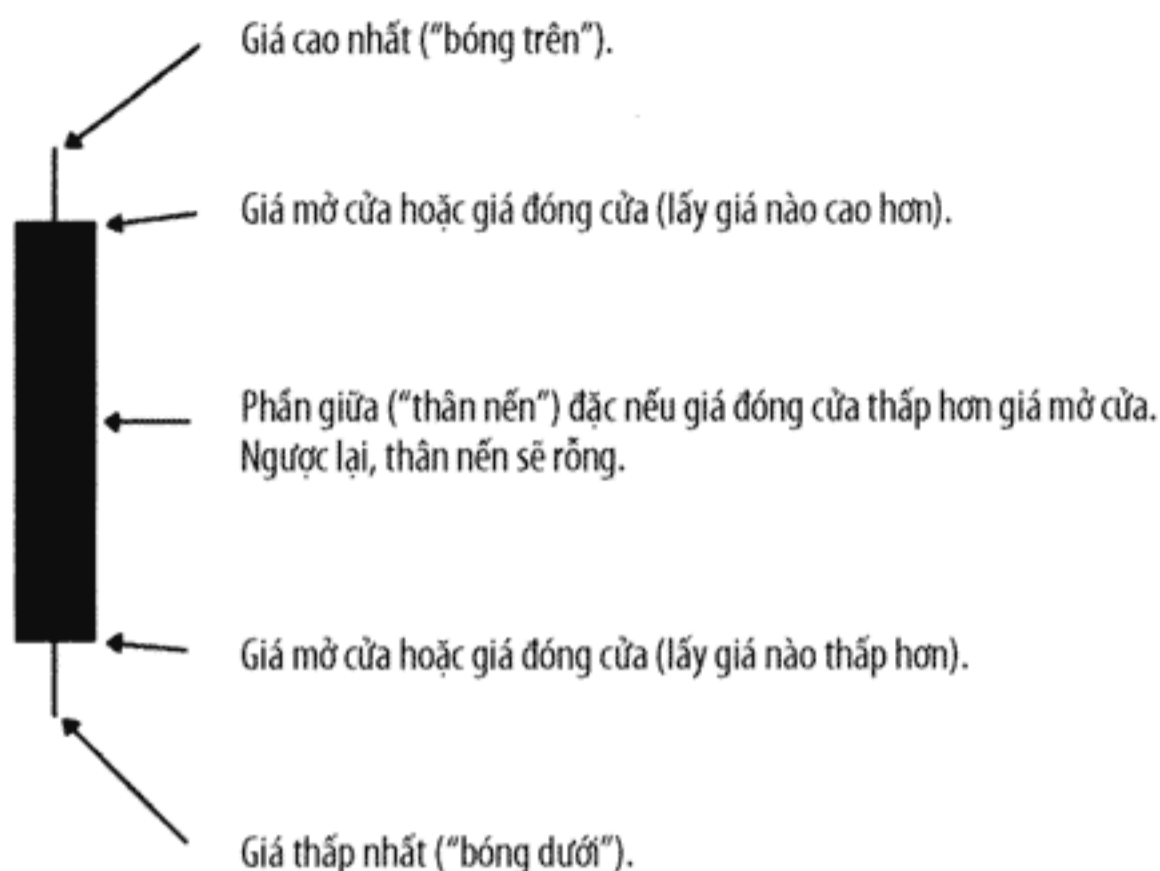 Giá cao nhất (“bóng trên”).
Giá mở cửa hoặc giá đóng cửa (lấy giá nào cao hơn).
Phần giữa (“thân nến”) đặc nếu giá đóng cửa thấp hơn giá mở cửa.
Ngược lại, thân nến sẽ rỗng.
Giá mở cửa hoặc giá đóng cửa (lấy giá nào thấp hơn).
Giá thấp nhất (“bóng dưới”).